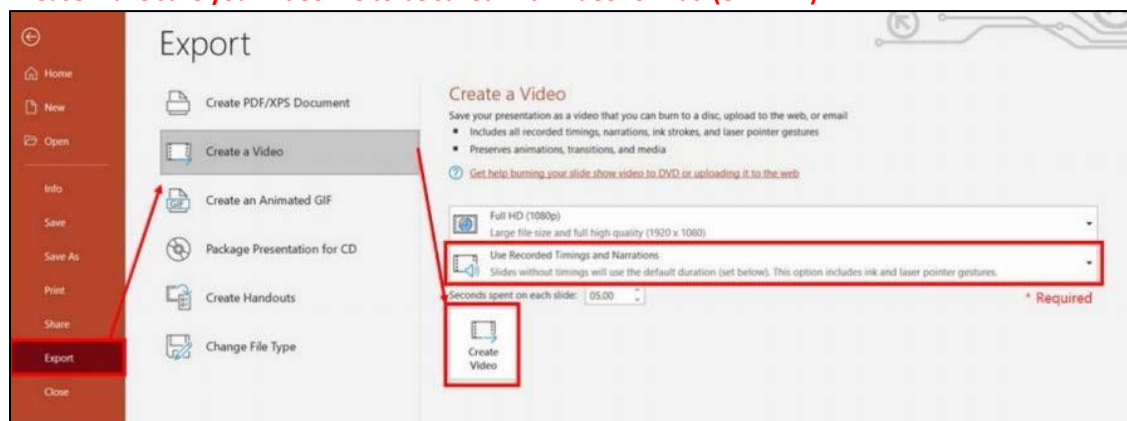 Export
Home
New
Open
Info
Save
Save As
Print
Share
Export
Close
Create PDF/XPS Document
Create a Video
Create an Animated GIF
GIF
Package Presentation for CD
Create Handouts
Change File Type
Create a Video
Save your presentation as a video that you can burn to a disc, upload to the web, or email
Includes all recorded timings, narrations, ink strokes, and laser pointer gestures
Preserves animations, transitions, and media
Get help burning your slide show video to DVD or uploading it to the web
Full HD (1080p)
Large file size and full high quality (1920 x 1080)
Use Recorded Timings and Narrations
Slides without timings will use the default duration (set below). This option includes ink and laser pointer gestures.
Seconds spent on each slide: 05.00
* Required
Create
Video